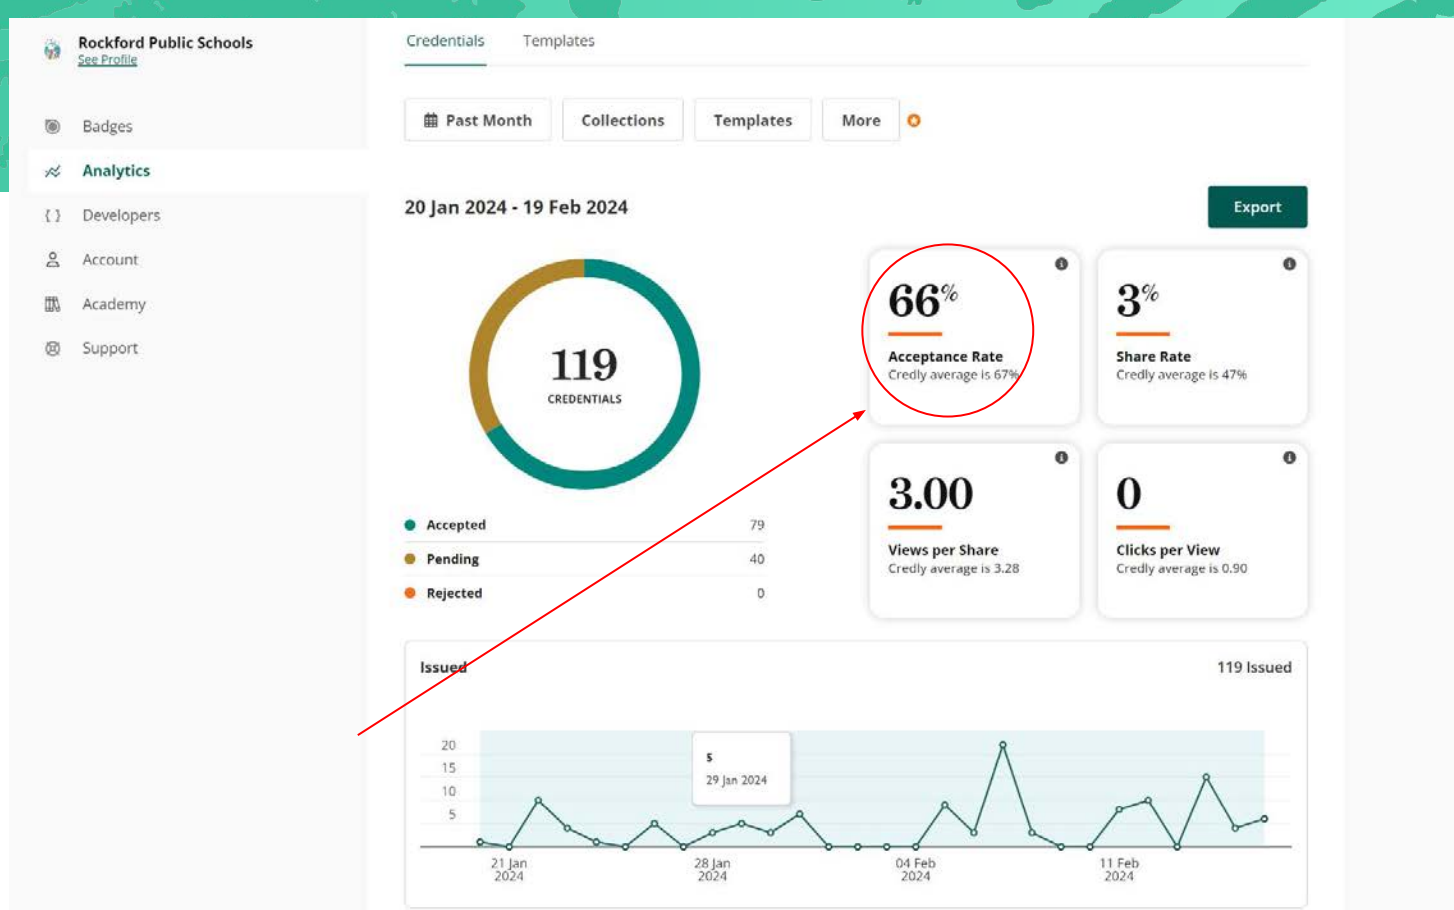 Rockford Public Schools
See Profile
Badges
Analytics
Developers
Account
Academy
Support
Credentials Templates
Past Month Collections Templates More
20 Jan 2024 - 19 Feb 2024
Export
119
CREDENTIALS
Accepted 79
Pending 40
Rejected 0
66%
Acceptance Rate
Credly average is 67%
3%
Share Rate
Credly average is 47%
3.00
Views per Share
Credly average is 3.28
0
Clicks per View
Credly average is 0.90
Issued 119 Issued
20
15
10
5
5
29 Jan 2024
21 Jan
2024
28 Jan
2024
04 Feb
2024
11 Feb
2024